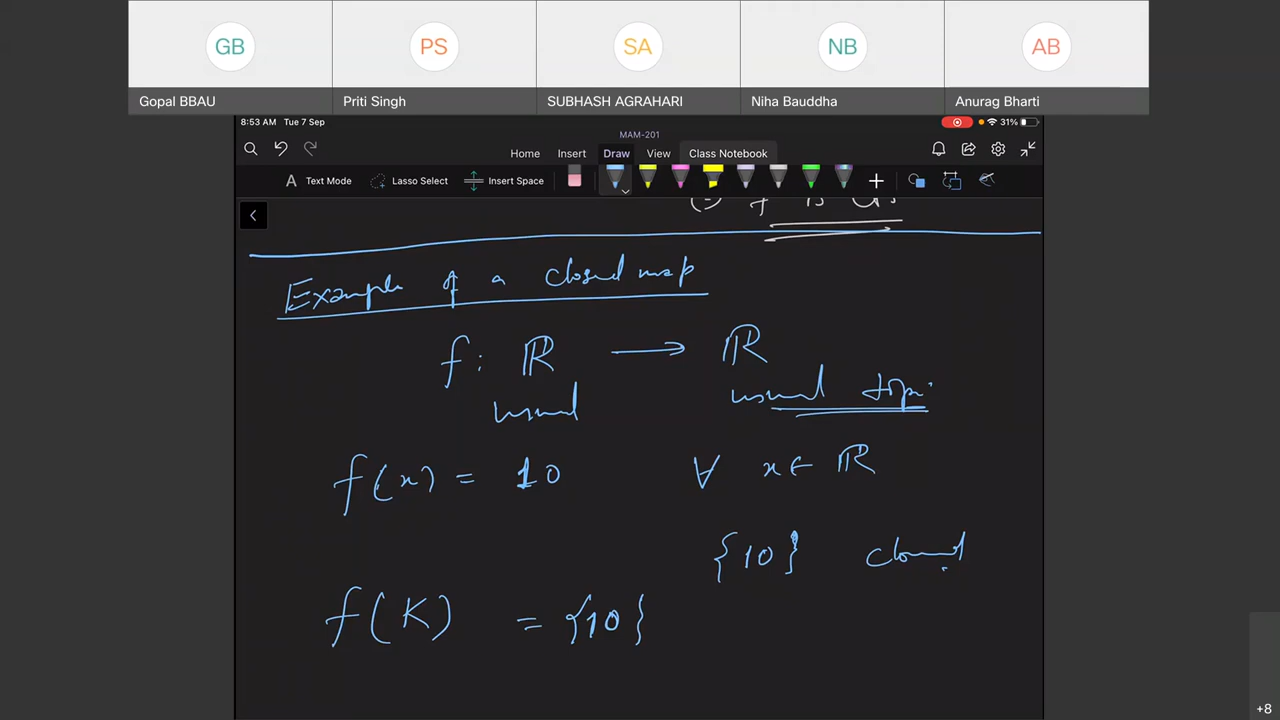 GB PS SA NB AB
Gopal BBAU Priti Singh SUBHASH AGRAHARI Niha Bauddha Anurag Bharti
8:53 AM Tue 7 Sep 31%
MAM-201
Home Insert Draw View Class Notebook
Text Mode Lasso Select Insert Space
Example of a closed map
f: ℝ ⟶ ℝ
usual usual topo
f(x) = 10 ∀ x ∈ ℝ
{10} closed
f(K) = {10}
+8